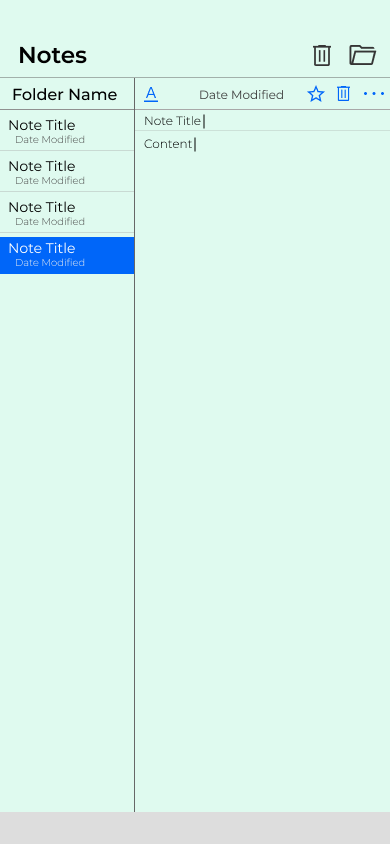 Notes
Folder Name
A
Date Modified
Note Title
Date Modified
Note Title
Date Modified
Note Title
Date Modified
Note Title
Date Modified
Note Title
Content